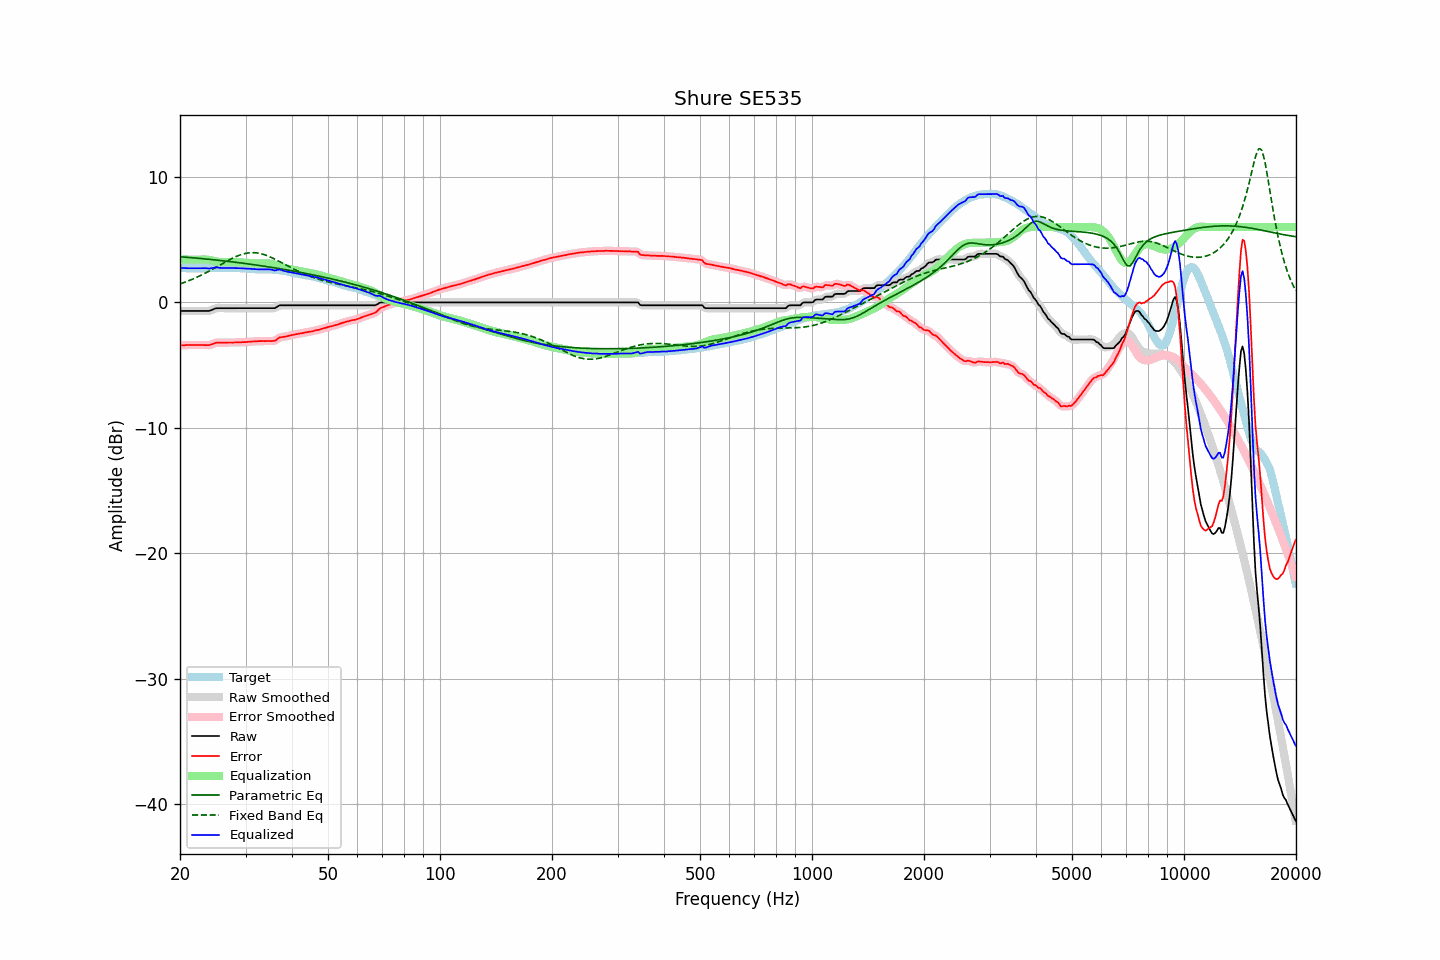 Shure SE535
Amplitude (dBr)
10
0
−10
−20
−30
−40
Target
Raw Smoothed
Error Smoothed
Raw
Error
Equalization
Parametric Eq
Fixed Band Eq
Equalized
20 50 100 200 500 1000 2000 5000 10000 20000
Frequency (Hz)